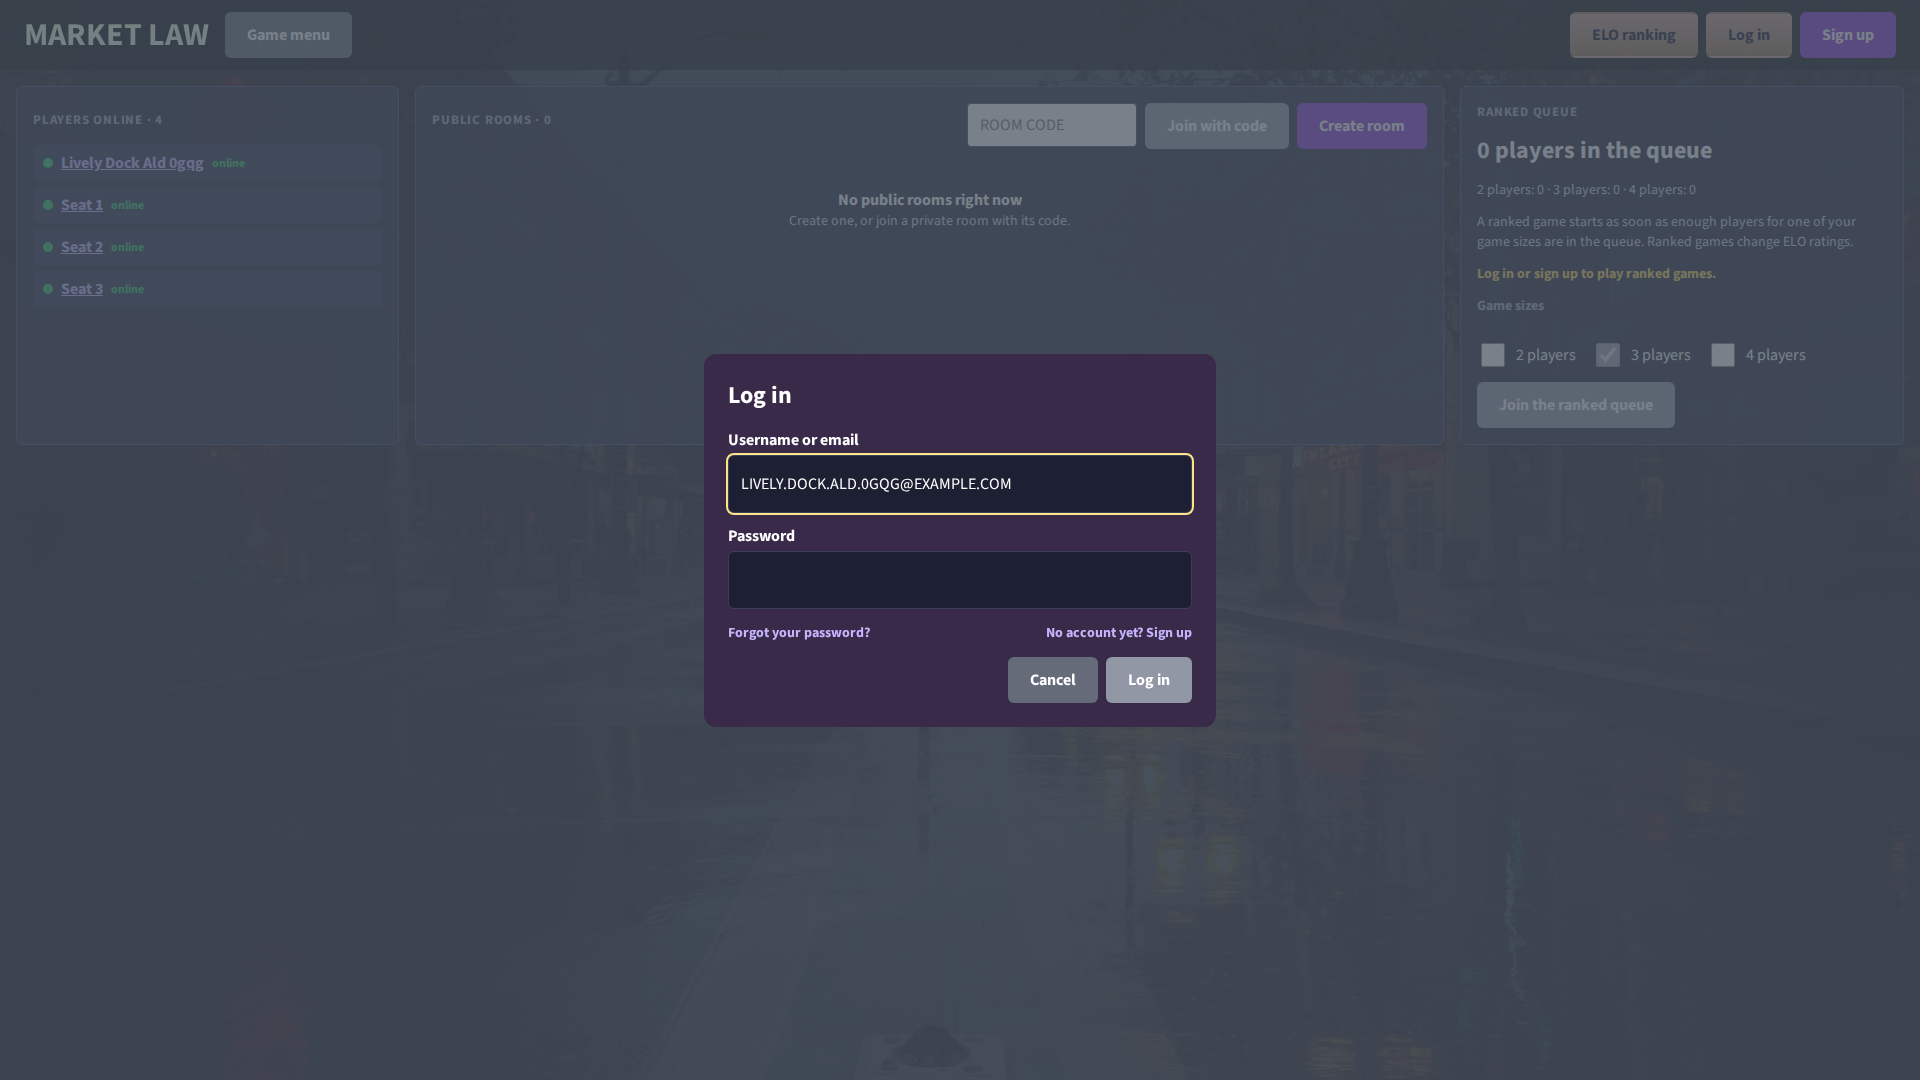 MARKET LAW
Game menu
ELO ranking
Log in
Sign up
PLAYERS ONLINE · 4
Lively Dock Ald 0gqg online
Seat 1 online
Seat 2 online
Seat 3 online
PUBLIC ROOMS · 0
ROOM CODE
Join with code
Create room
No public rooms right now
Create one, or join a private room with its code.
RANKED QUEUE
0 players in the queue
2 players: 0 · 3 players: 0 · 4 players: 0
A ranked game starts as soon as enough players for one of your
game sizes are in the queue. Ranked games change ELO ratings.
Log in or sign up to play ranked games.
Game sizes
2 players
3 players
4 players
Join the ranked queue
Log in
Username or email
LIVELY.DOCK.ALD.0GQG@EXAMPLE.COM
Password
Forgot your password?
No account yet? Sign up
Cancel
Log in
SUGAR
CITY